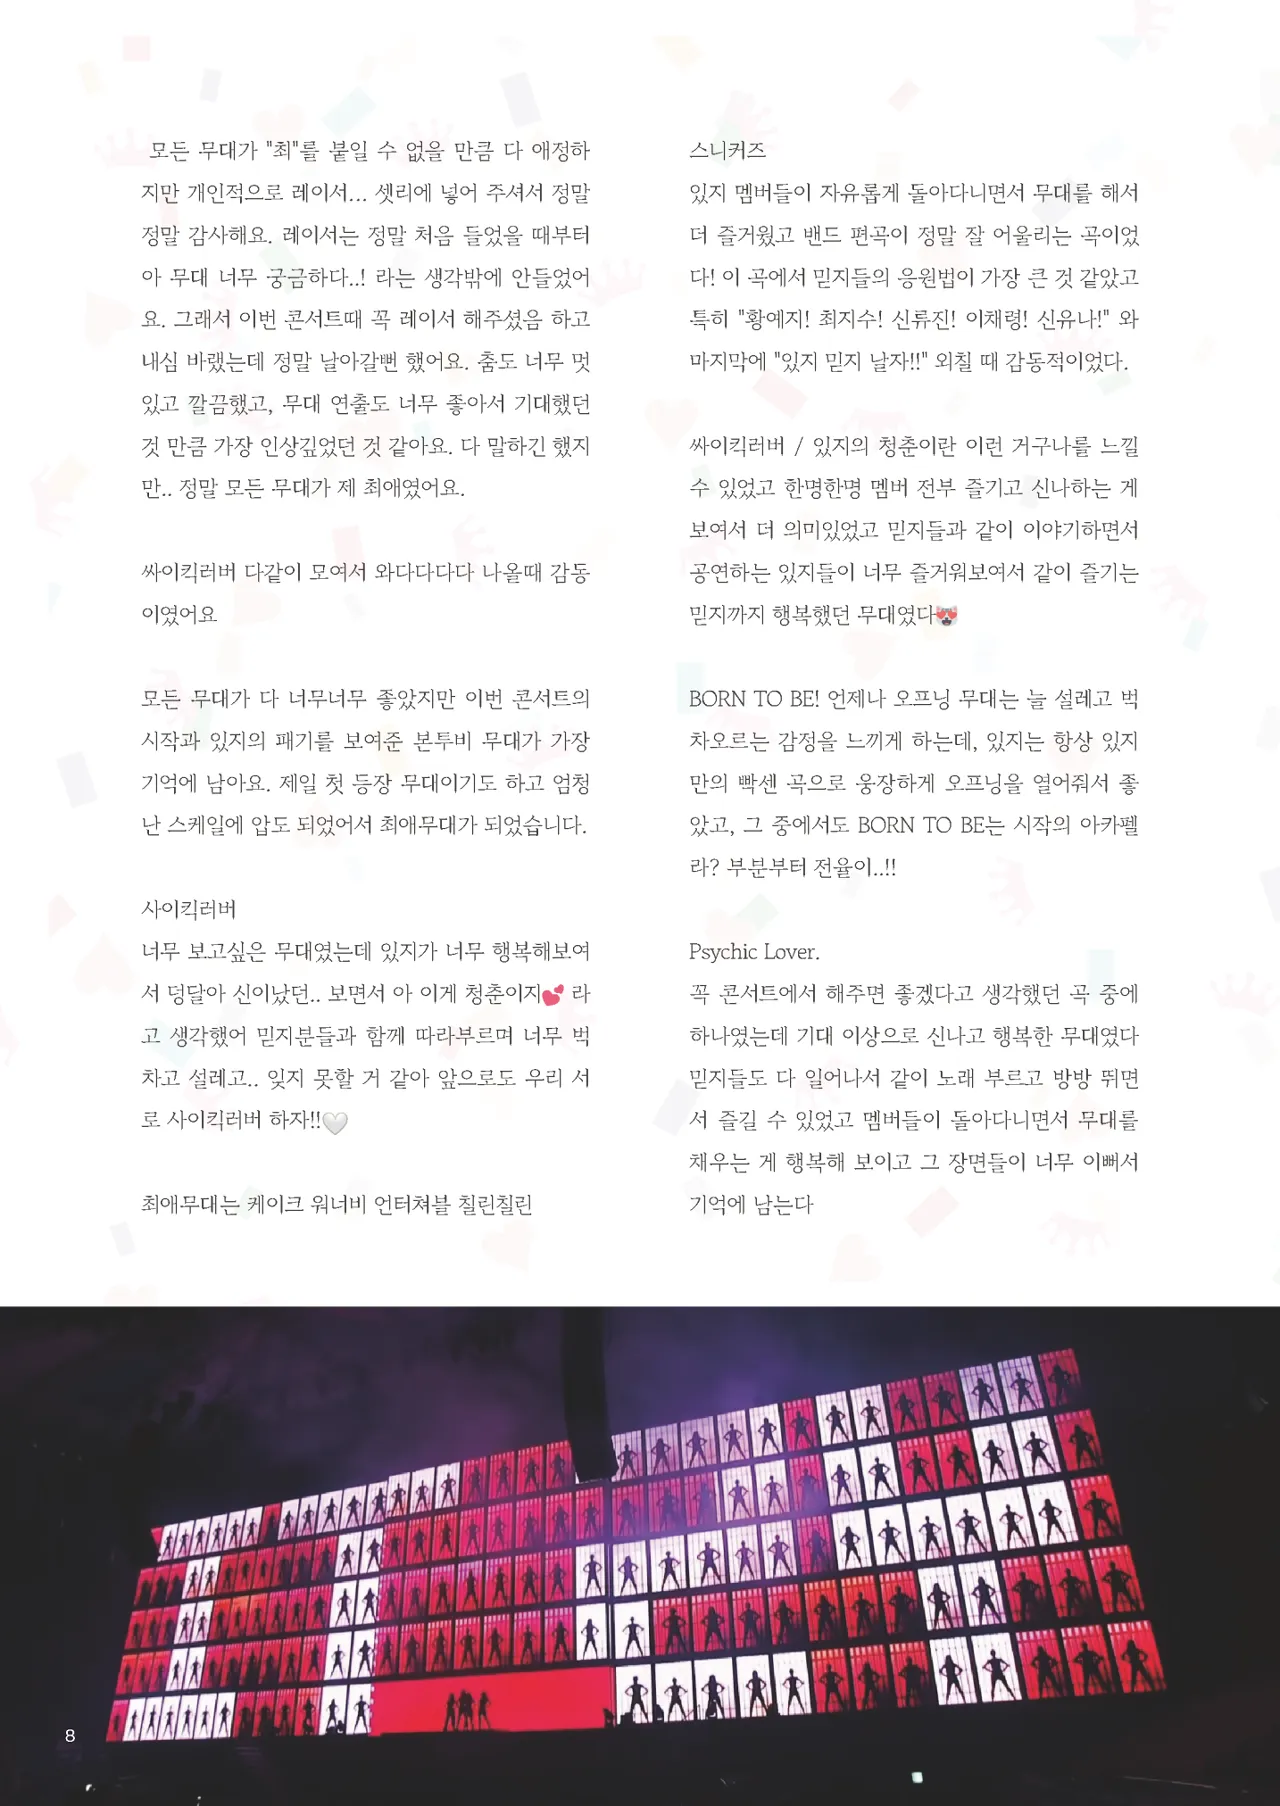 모든 무대가 "최"를 붙일 수 없을 만큼 다 애정하
지만 개인적으로 레이서... 셋리에 넣어 주셔서 정말
정말 감사해요. 레이서는 정말 처음 들었을 때부터
아 무대 너무 궁금하다..! 라는 생각밖에 안들었어
요. 그래서 이번 콘서트때 꼭 레이서 해주셨음 하고
내심 바랬는데 정말 날아갈뻔 했어요. 춤도 너무 멋
있고 깔끔했고, 무대 연출도 너무 좋아서 기대했던
것 만큼 가장 인상깊었던 것 같아요. 다 말하긴 했지
만.. 정말 모든 무대가 제 최애였어요.
싸이킥러버 다같이 모여서 와다다다다 나올때 감동
이였어요
모든 무대가 다 너무너무 좋았지만 이번 콘서트의
시작과 있지의 패기를 보여준 본투비 무대가 가장
기억에 남아요. 제일 첫 등장 무대이기도 하고 엄청
난 스케일에 압도 되었어서 최애무대가 되었습니다.
사이킥러버
너무 보고싶은 무대였는데 있지가 너무 행복해보여
서 덩달아 신이났던.. 보면서 아 이게 청춘이지💕 라
고 생각했어 믿지분들과 함께 따라부르며 너무 벅
차고 설레고.. 잊지 못할 거 같아 앞으로도 우리 서
로 사이킥러버 하자!!🤍
최애무대는 케이크 워너비 언터쳐블 칠린칠린
스니커즈
있지 멤버들이 자유롭게 돌아다니면서 무대를 해서
더 즐거웠고 밴드 편곡이 정말 잘 어울리는 곡이었
다! 이 곡에서 믿지들의 응원법이 가장 큰 것 같았고
특히 "황예지! 최지수! 신류진! 이채령! 신유나!" 와
마지막에 "있지 믿지 날자!!" 외칠 때 감동적이었다.
싸이킥러버 / 있지의 청춘이란 이런 거구나를 느낄
수 있었고 한명한명 멤버 전부 즐기고 신나하는 게
보여서 더 의미있었고 믿지들과 같이 이야기하면서
공연하는 있지들이 너무 즐거워보여서 같이 즐기는
믿지까지 행복했던 무대였다😻
BORN TO BE! 언제나 오프닝 무대는 늘 설레고 벅
차오르는 감정을 느끼게 하는데, 있지는 항상 있지
만의 빡센 곡으로 웅장하게 오프닝을 열어줘서 좋
았고, 그 중에서도 BORN TO BE는 시작의 아카펠
라? 부분부터 전율이..!!
Psychic Lover.
꼭 콘서트에서 해주면 좋겠다고 생각했던 곡 중에
하나였는데 기대 이상으로 신나고 행복한 무대였다
믿지들도 다 일어나서 같이 노래 부르고 방방 뛰면
서 즐길 수 있었고 멤버들이 돌아다니면서 무대를
채우는 게 행복해 보이고 그 장면들이 너무 이뻐서
기억에 남는다
8